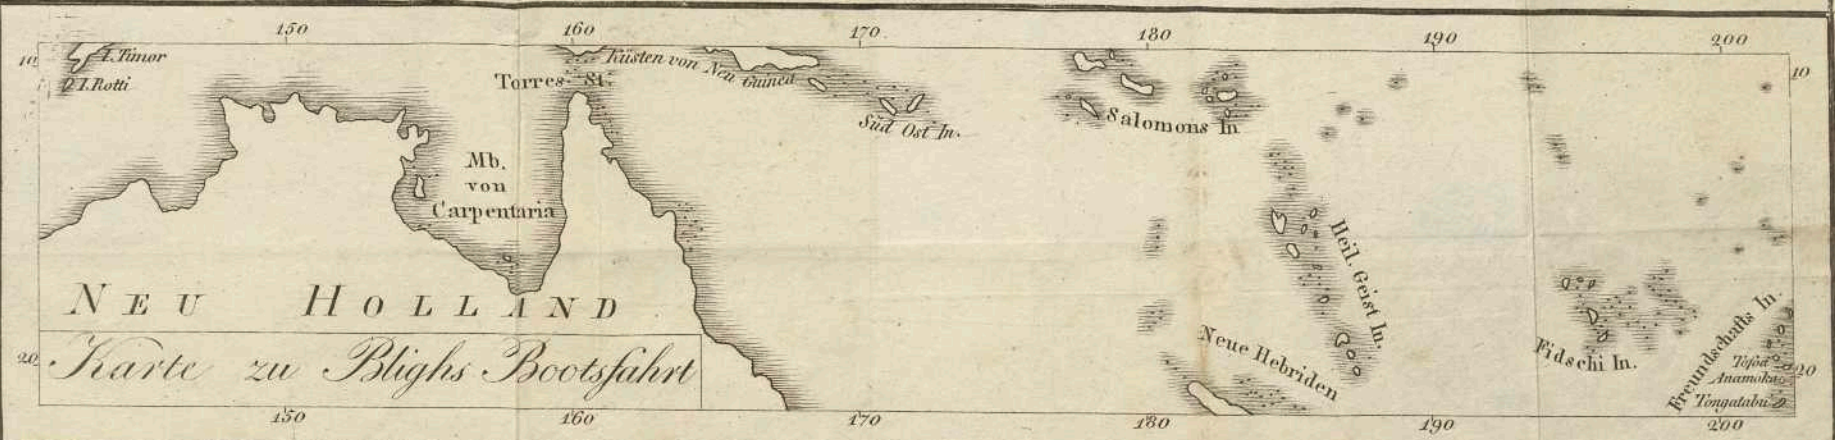 150 160 170 180 190 200
10
I. Timor
I. Rotti
Torres St.
Küsten von Neu Guinea
Süd Ost In.
Salomons In
10
Mb.
von
Carpentaria
Heil. Geist In.
NEU HOLLAND
Neue Hebriden
Fidschi In.
Freundschafts In.
Tofoa
Anamoka
Tongatabu
20
20
Karte zu Blighs Bootsfahrt
150 160 170 180 190 200